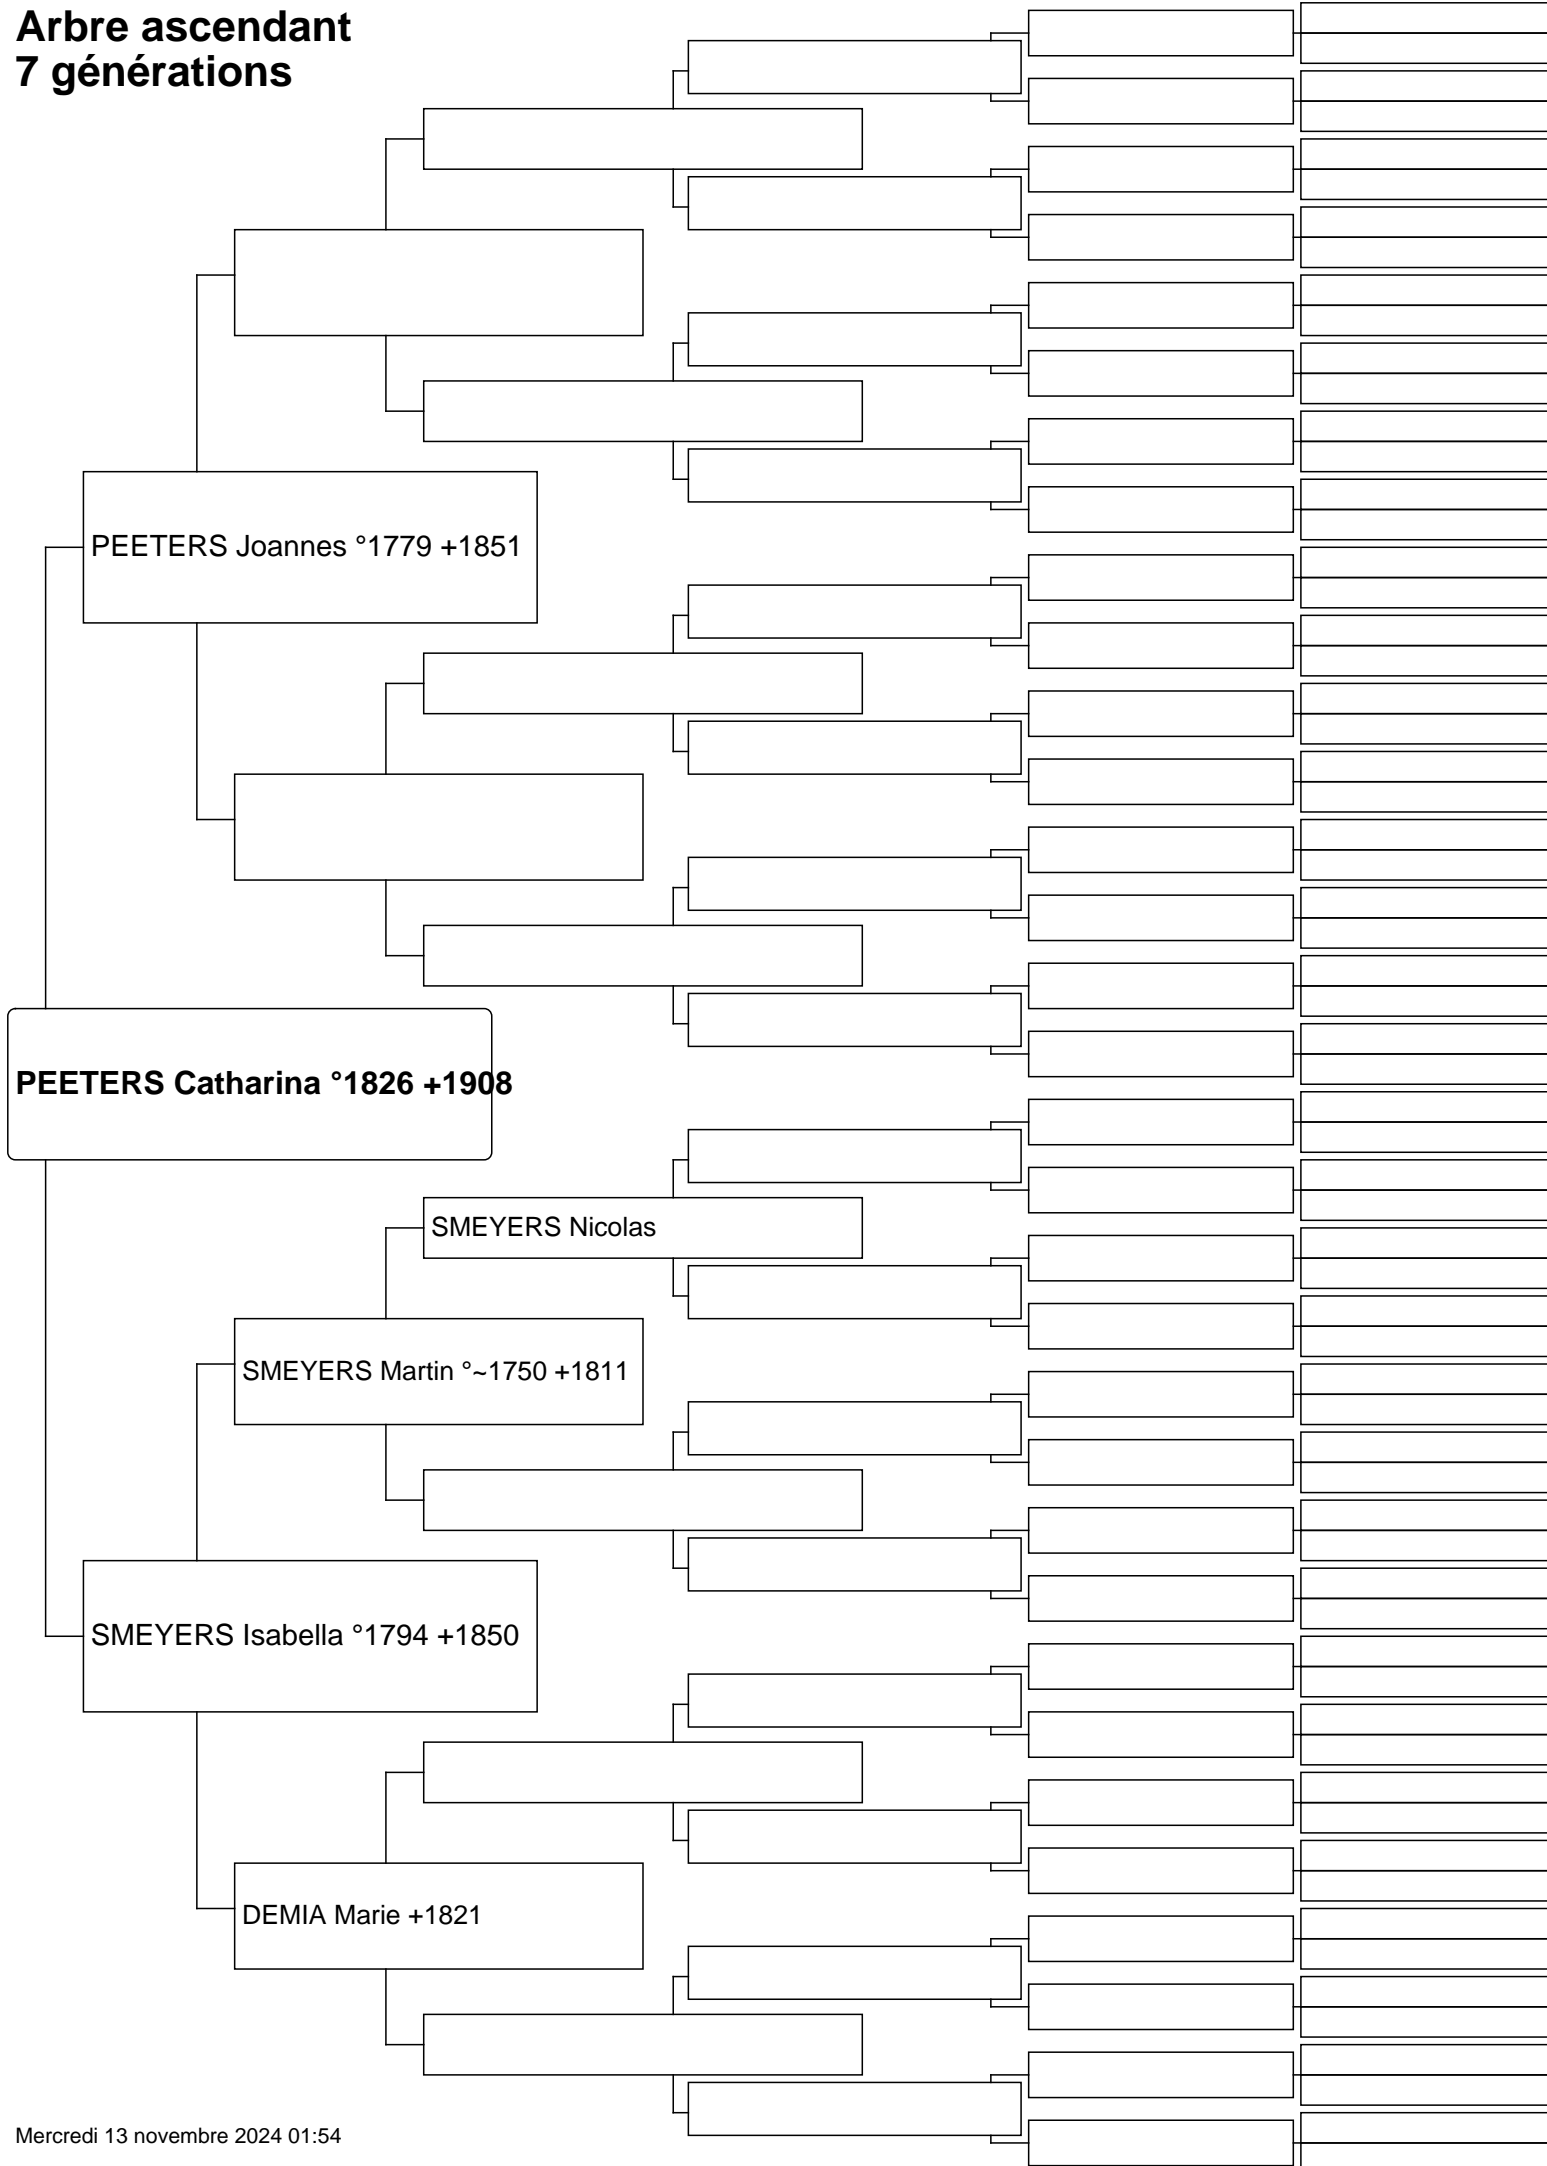 Arbre ascendant
7 générations
PEETERS Joannes °1779 +1851
PEETERS Catharina °1826 +1908
SMEYERS Nicolas
SMEYERS Martin °~1750 +1811
SMEYERS Isabella °1794 +1850
DEMIA Marie +1821
Mercredi 13 novembre 2024 01:54